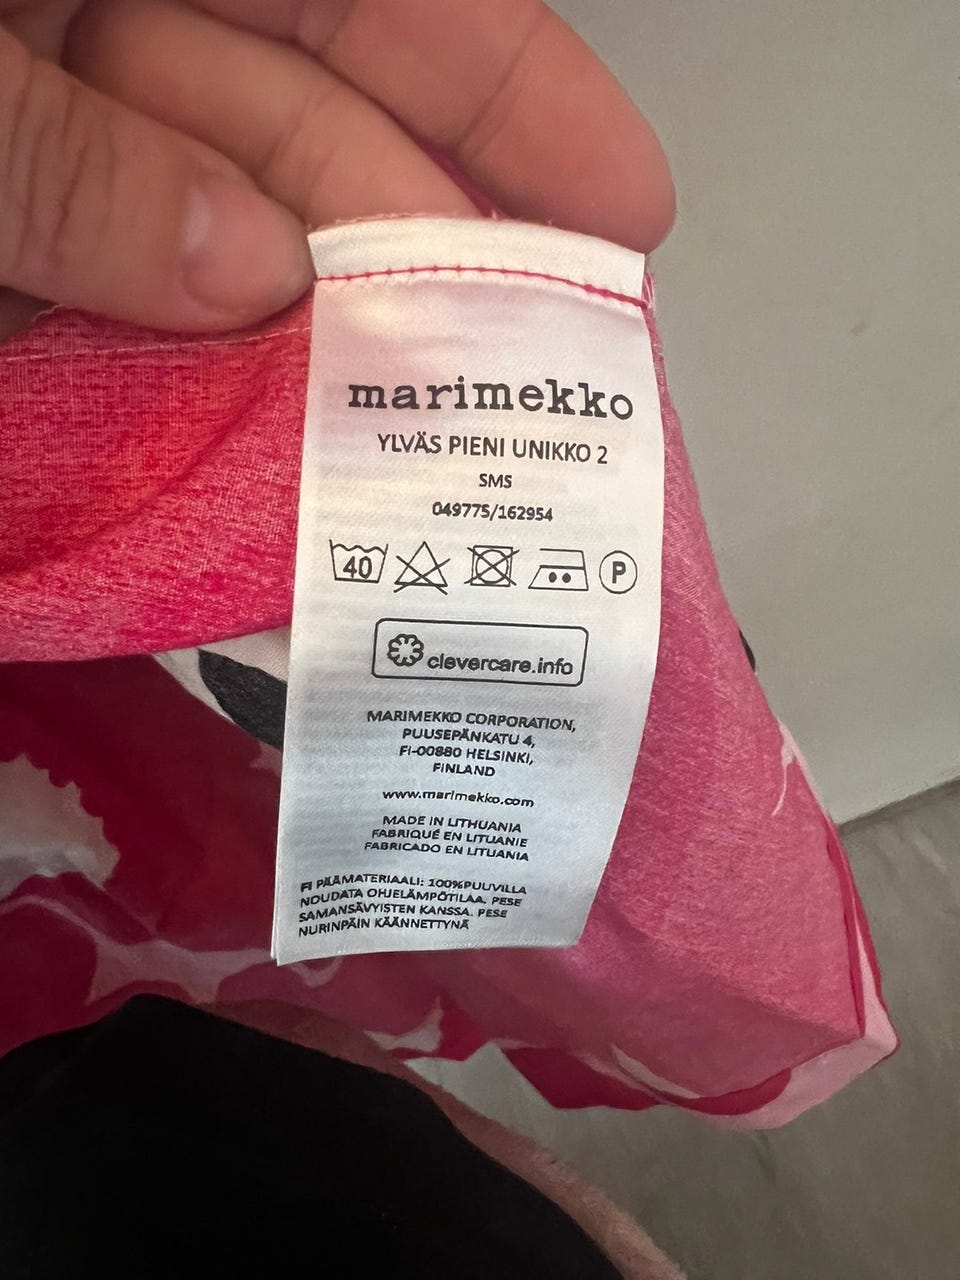 marimekko
YLVÄS PIENI UNIKKO 2
SMS
049775/162954
40
P
clevercare.info
MARIMEKKO CORPORATION,
PUUSEPÄNKATU 4,
FI-00880 HELSINKI,
FINLAND
www.marimekko.com
MADE IN LITHUANIA
FABRIQUÉ EN LITUANIE
FABRICADO EN LITUANIA
FI PÄÄMATERIAALI: 100%PUUVILLA
NOUDATA OHJELÄMPÖTILAA. PESE
SAMANSÄVYISTEN KANSSA. PESE
NURINPÄIN KÄÄNNETTYNÄ